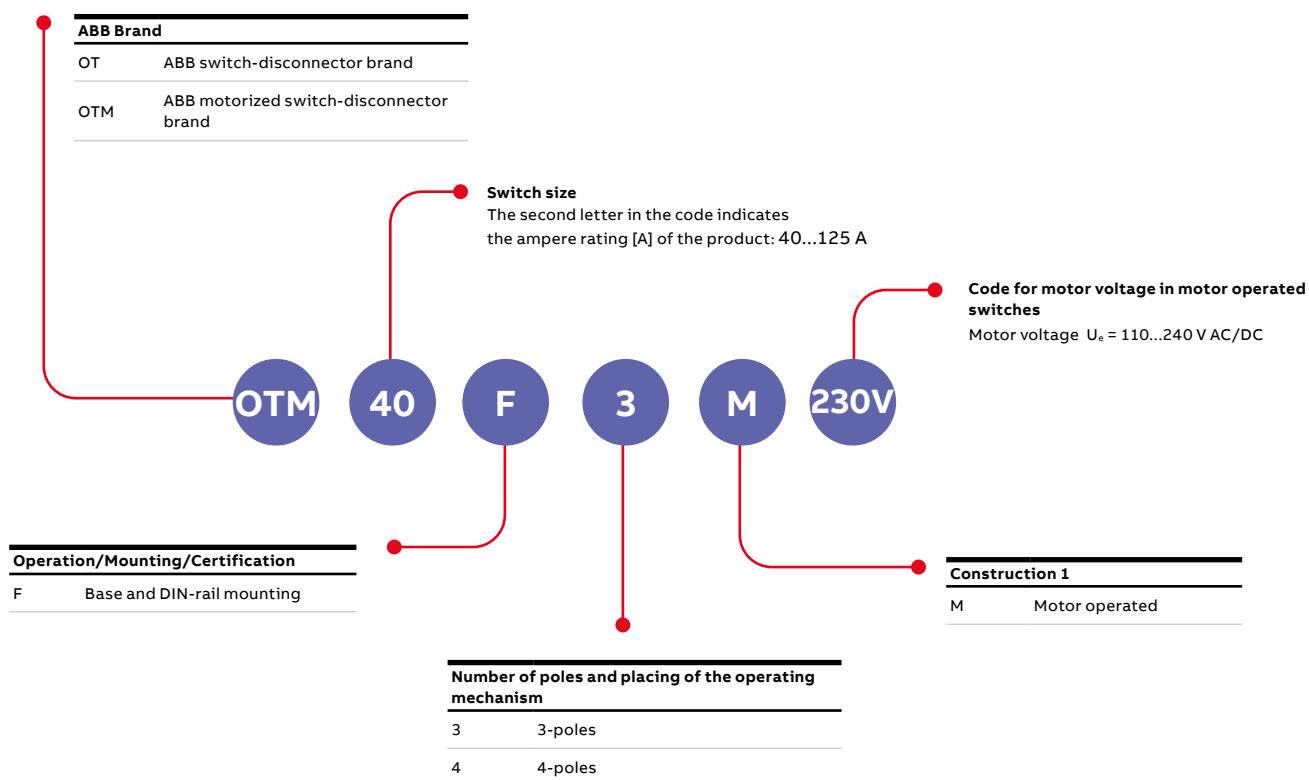 ABB Brand
OT ABB switch-disconnector brand
OTM ABB motorized switch-disconnector
brand
Switch size
The second letter in the code indicates
the ampere rating [A] of the product: 40...125 A
Code for motor voltage in motor operated
switches
Motor voltage Uₑ = 110...240 V AC/DC
OTM 40 F 3 M 230V
Operation/Mounting/Certification
F Base and DIN-rail mounting
Construction 1
M Motor operated
Number of poles and placing of the operating
mechanism
3 3-poles
4 4-poles